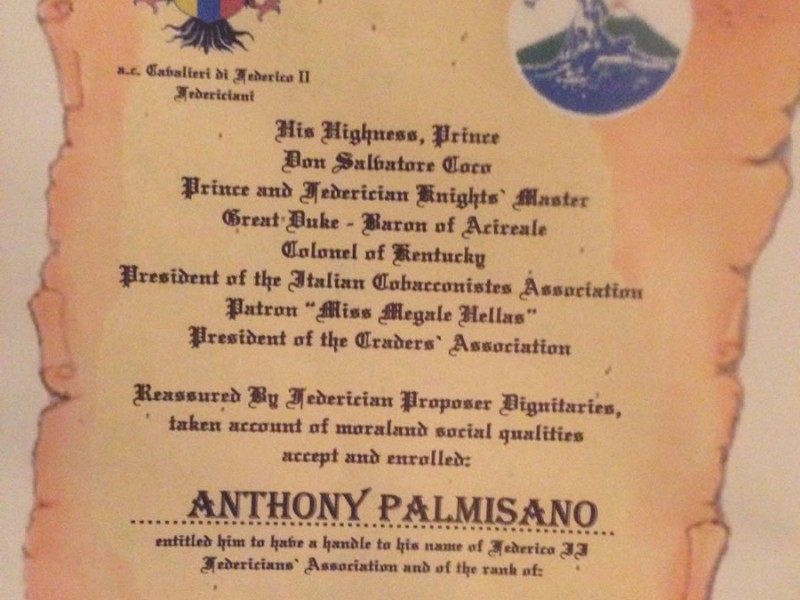 a.c. Cavalieri di Federico II
Federiciani
His Highness, Prince
Don Salvatore Coco
Prince and Federician Knights` Master
Great Duke - Baron of Acireale
Colonel of Kentucky
President of the Italian Tobacconistes Association
Patron "Miss Megale Hellas"
President of the Traders` Association
Reassured By Federician Proposer Dignitaries,
taken account of moraland social qualities
accept and enrolled:
ANTHONY PALMISANO
entitled him to have a handle to his name of Federico II
Federicians` Association and of the rank of: